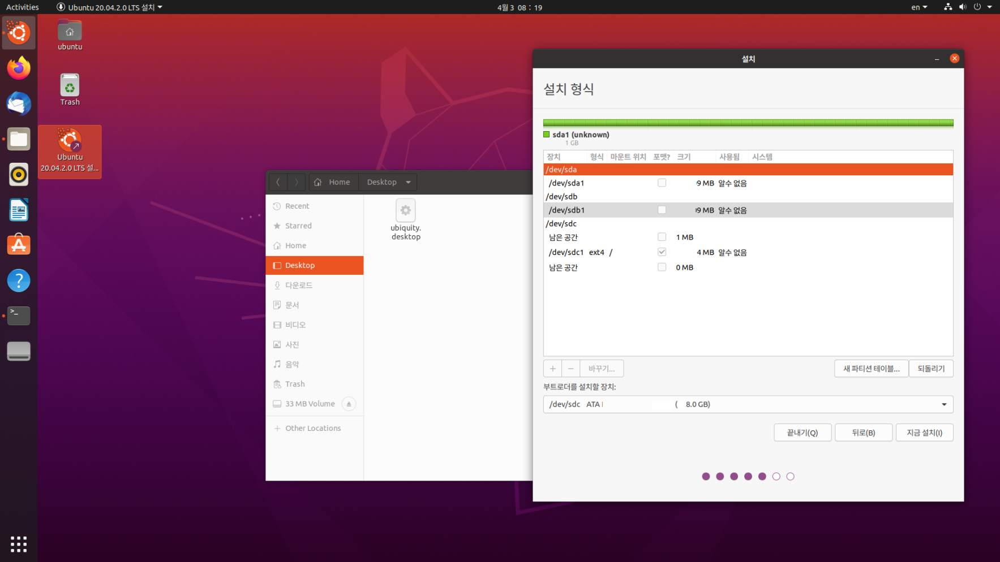 Activities
Ubuntu 20.04.2.0 LTS 설치
4월 3 08 : 19
en
ubuntu
Trash
Ubuntu
20.04.2.0 LTS 설...
Home
Desktop
Recent
Starred
Home
Desktop
다운로드
문서
비디오
사진
음악
Trash
33 MB Volume
Other Locations
ubiquity.
desktop
설치
설치 형식
sda1 (unknown)
1 GB
장치 형식 마운트 위치 포맷? 크기 사용됨 시스템
/dev/sda
/dev/sda1 9 MB 알수 없음
/dev/sdb
/dev/sdb1 9 MB 알수 없음
/dev/sdc
남은 공간 1 MB
/dev/sdc1 ext4 / 4 MB 알수 없음
남은 공간 0 MB
+ − 바꾸기...
새 파티션 테이블... 되돌리기
부트로더를 설치할 장치:
/dev/sdc ATA ( 8.0 GB)
끝내기(Q) 뒤로(B) 지금 설치(I)